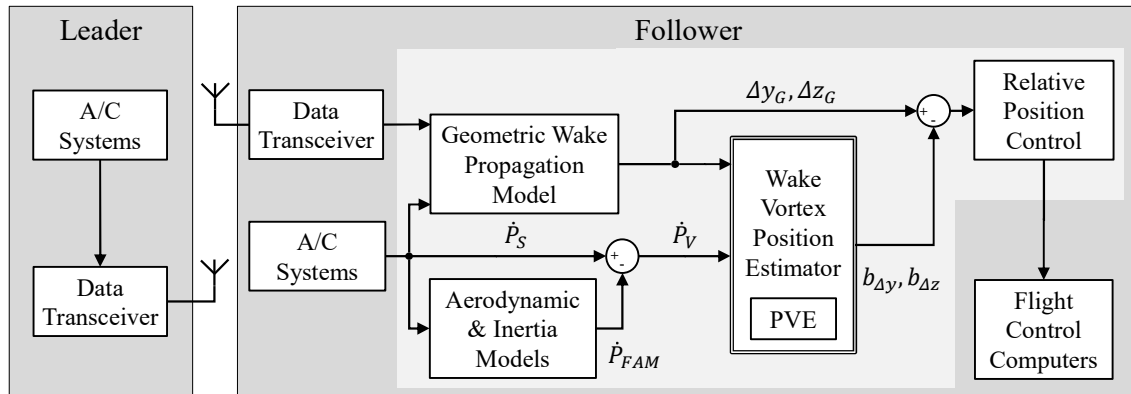 Leader
A/C
Systems
Data
Transceiver
Follower
Data
Transceiver
A/C
Systems
Geometric Wake
Propagation
Model
Ṗ_S
Aerodynamic
& Inertia
Models
Ṗ_FAM
+
-
Ṗ_V
Δy_G, Δz_G
Wake
Vortex
Position
Estimator
PVE
b_Δy, b_Δz
+
-
Relative
Position
Control
Flight
Control
Computers